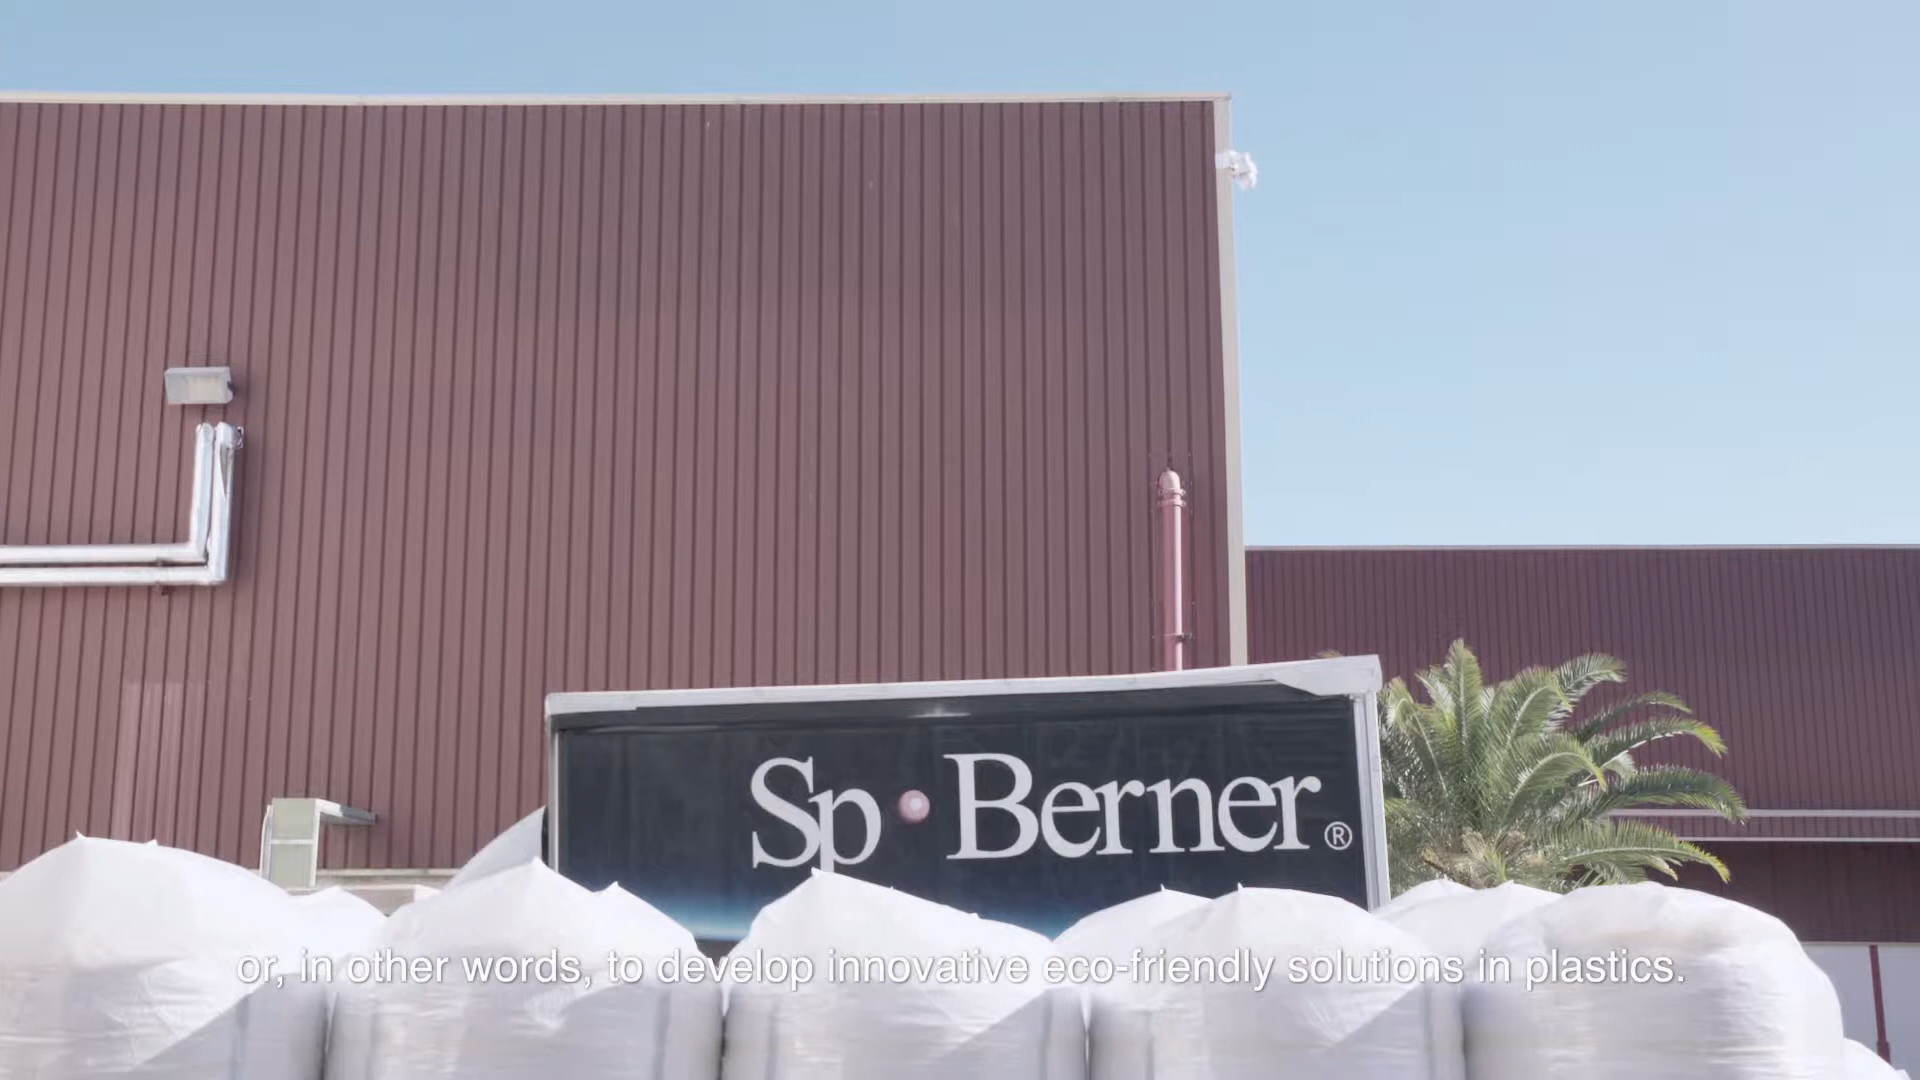 Sp • Berner ®
or, in other words, to develop innovative eco-friendly solutions in plastics.